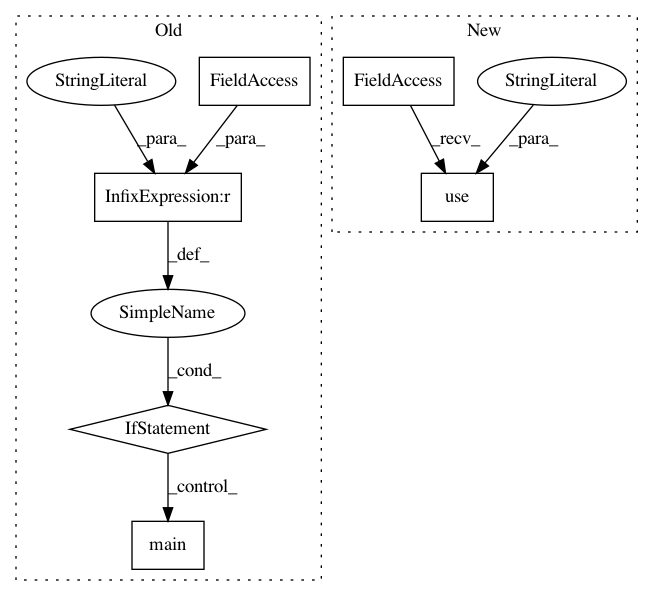 Old
New
StringLiteral
FieldAccess
FieldAccess
StringLiteral
_para_
_para_
_recv_
_para_
InfixExpression:r
use
_def_
SimpleName
_cond_
IfStatement
_control_
main